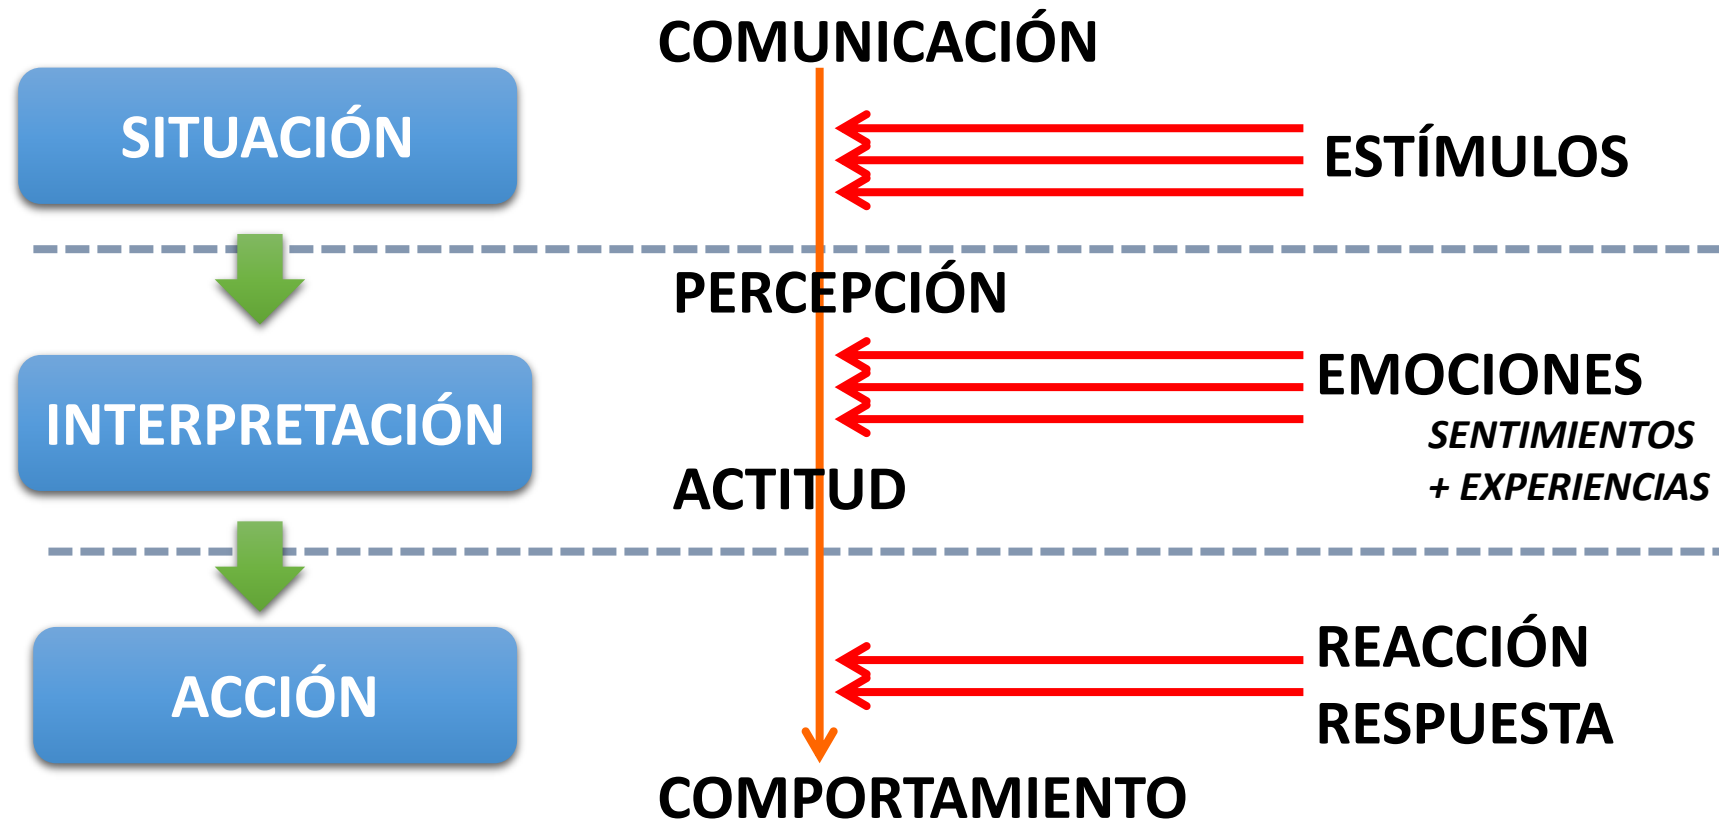 COMUNICACIÓN
SITUACIÓN
ESTÍMULOS
PERCEPCIÓN
INTERPRETACIÓN
EMOCIONES
SENTIMIENTOS
+ EXPERIENCIAS
ACTITUD
ACCIÓN
REACCIÓN
RESPUESTA
COMPORTAMIENTO